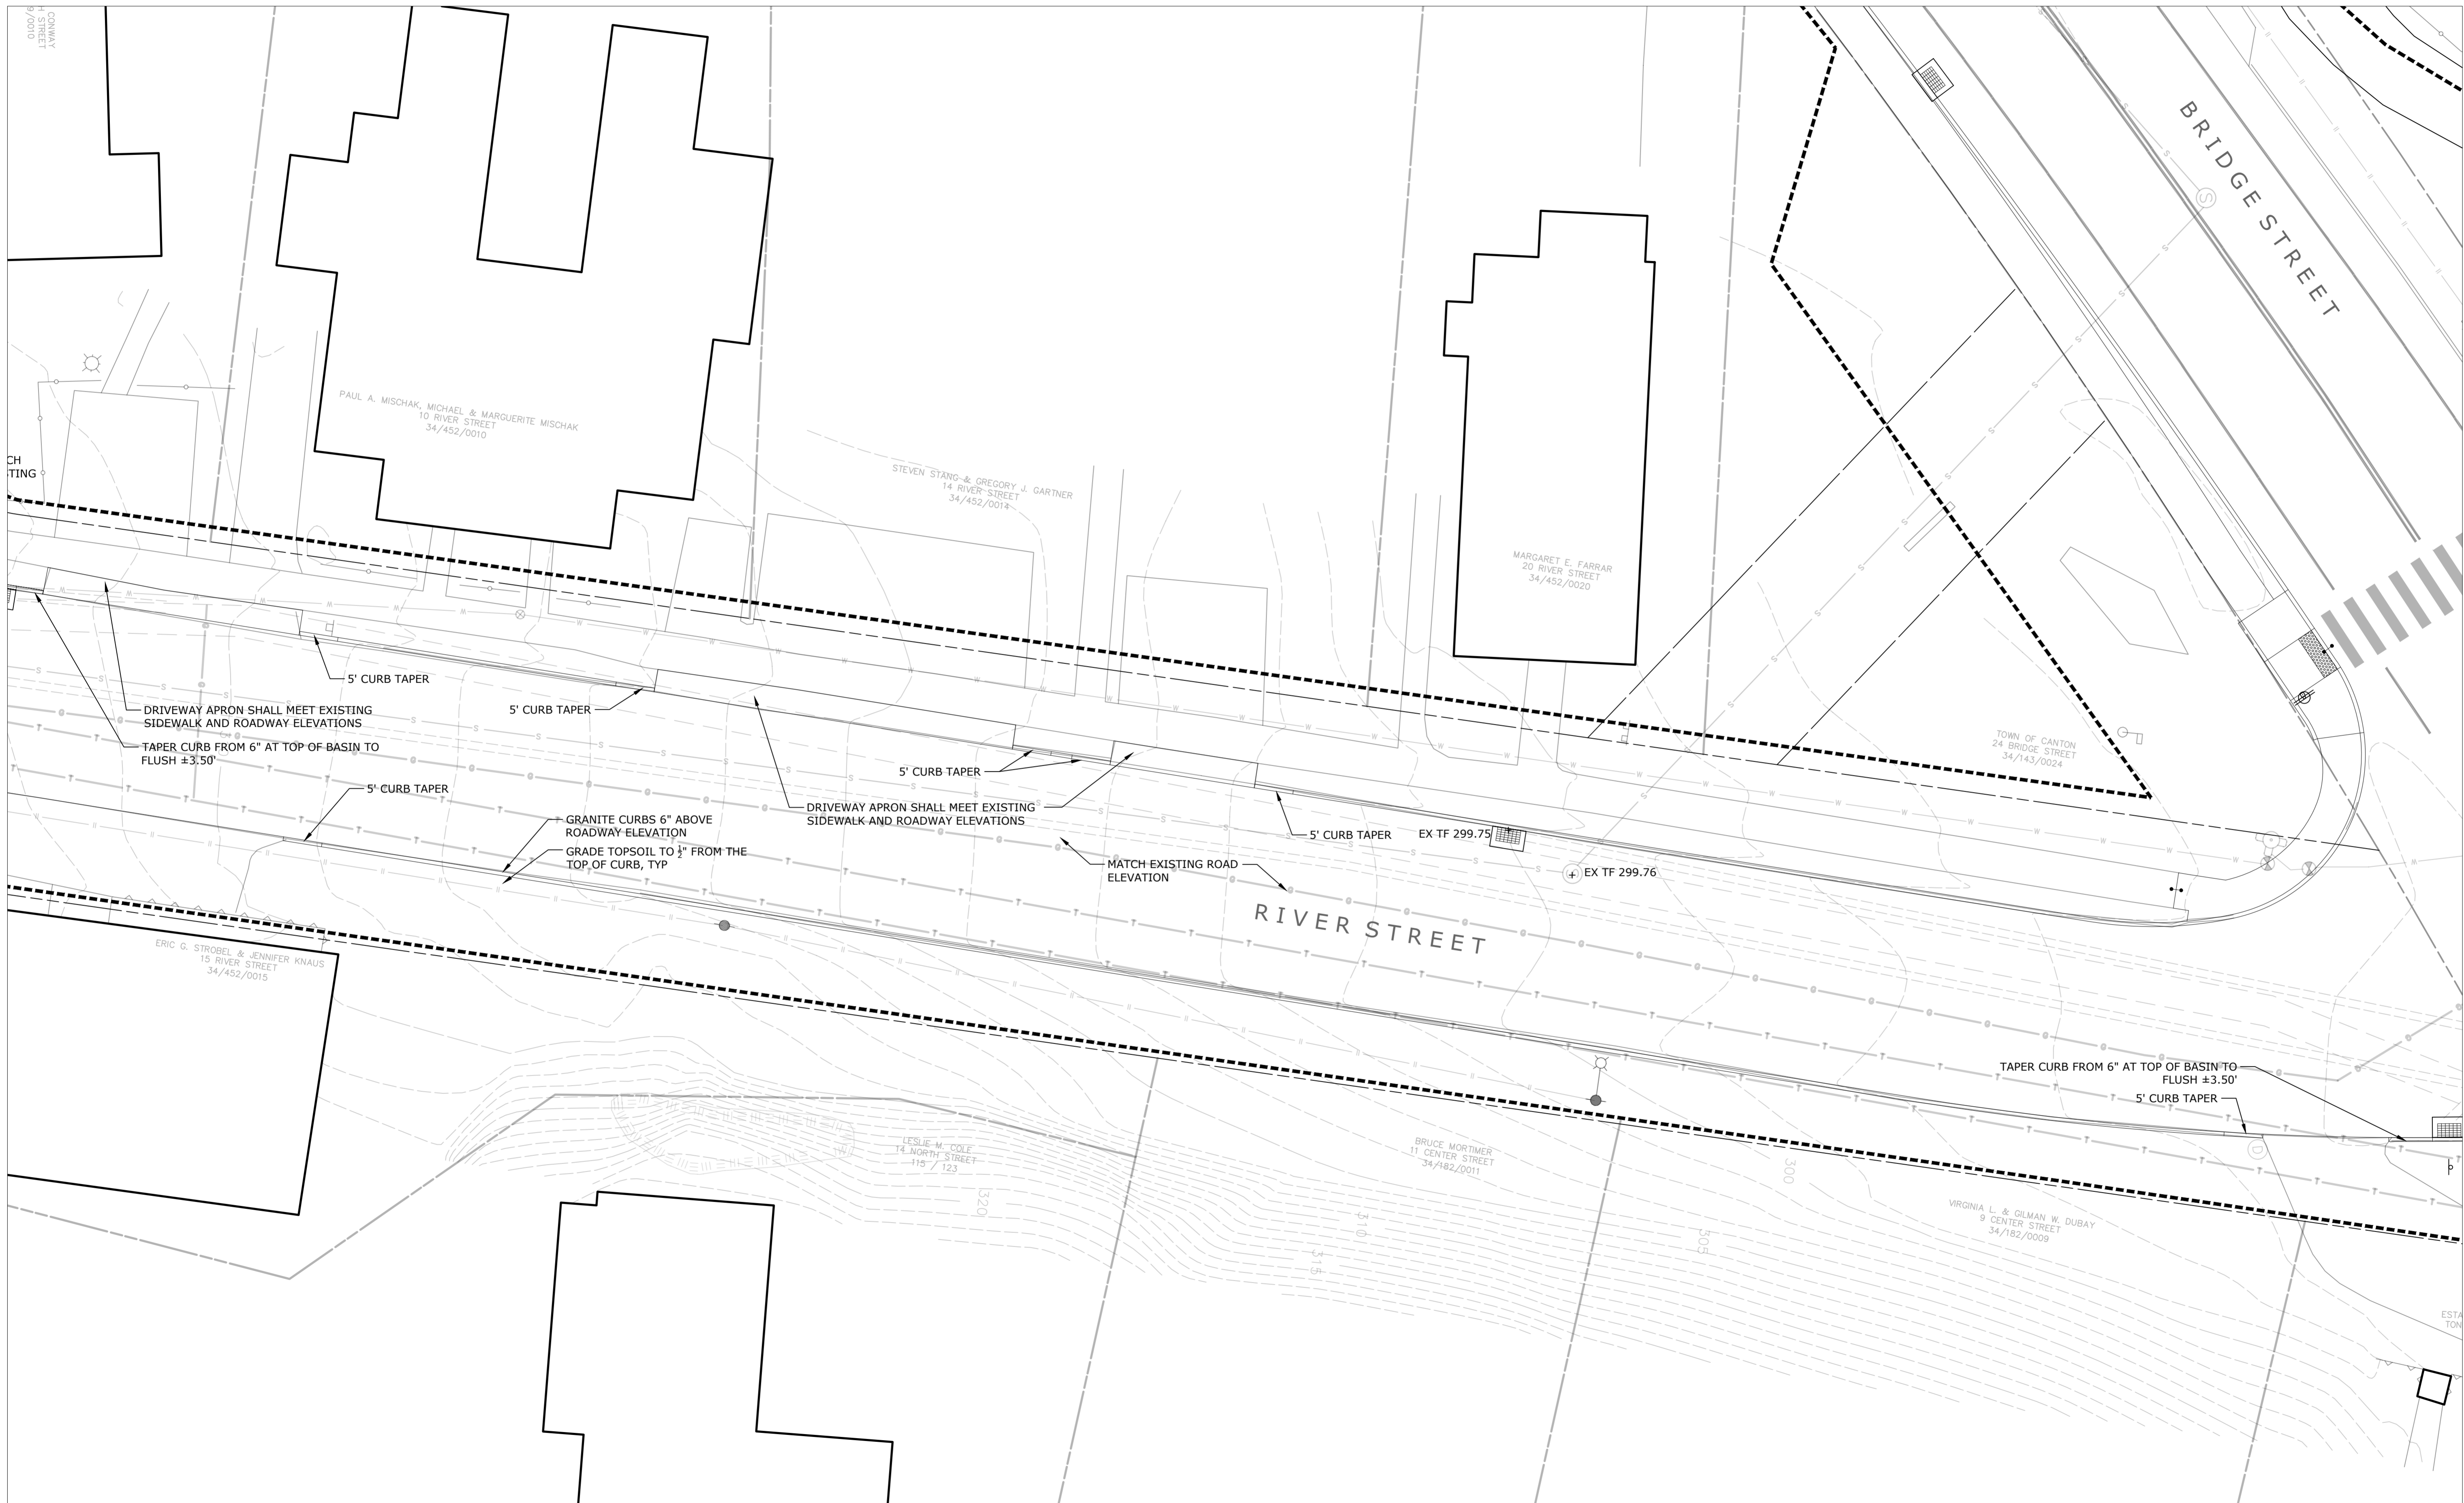 CONWAY
H STREET
9/0010
BRIDGE STREET
PAUL A. MISCHAK, MICHAEL & MARGUERITE MISCHAK
10 RIVER STREET
34/452/0010
CH
STING
STEVEN STANG & GREGORY J. GARTNER
14 RIVER STREET
34/452/0014
MARGARET E. FARRAR
20 RIVER STREET
34/452/0020
TOWN OF CANTON
24 BRIDGE STREET
34/143/0024
5' CURB TAPER
DRIVEWAY APRON SHALL MEET EXISTING
SIDEWALK AND ROADWAY ELEVATIONS
TAPER CURB FROM 6" AT TOP OF BASIN TO
FLUSH ±3.50'
5' CURB TAPER
5' CURB TAPER
5' CURB TAPER
DRIVEWAY APRON SHALL MEET EXISTING
SIDEWALK AND ROADWAY ELEVATIONS
GRANITE CURBS 6" ABOVE
ROADWAY ELEVATION
GRADE TOPSOIL TO ½" FROM THE
TOP OF CURB, TYP
5' CURB TAPER
EX TF 299.75
EX TF 299.76
MATCH EXISTING ROAD
ELEVATION
RIVER STREET
ERIC G. STROBEL & JENNIFER KNAUS
15 RIVER STREET
34/452/0015
TAPER CURB FROM 6" AT TOP OF BASIN TO
FLUSH ±3.50'
5' CURB TAPER
LESLIE M. COLE
14 NORTH STREET
115 / 123
BRUCE MORTIMER
11 CENTER STREET
34/182/0011
VIRGINIA L. & GILMAN W. DUBAY
9 CENTER STREET
34/182/0009
320
315
310
305
300
S
D
P
ESTA
TON